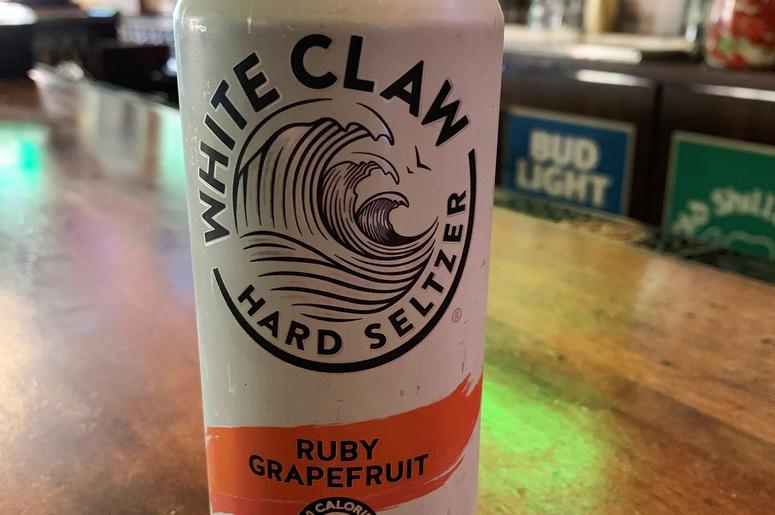 WHITE CLAW
HARD SELTZER
®
RUBY
GRAPEFRUIT
BUD
LIGHT